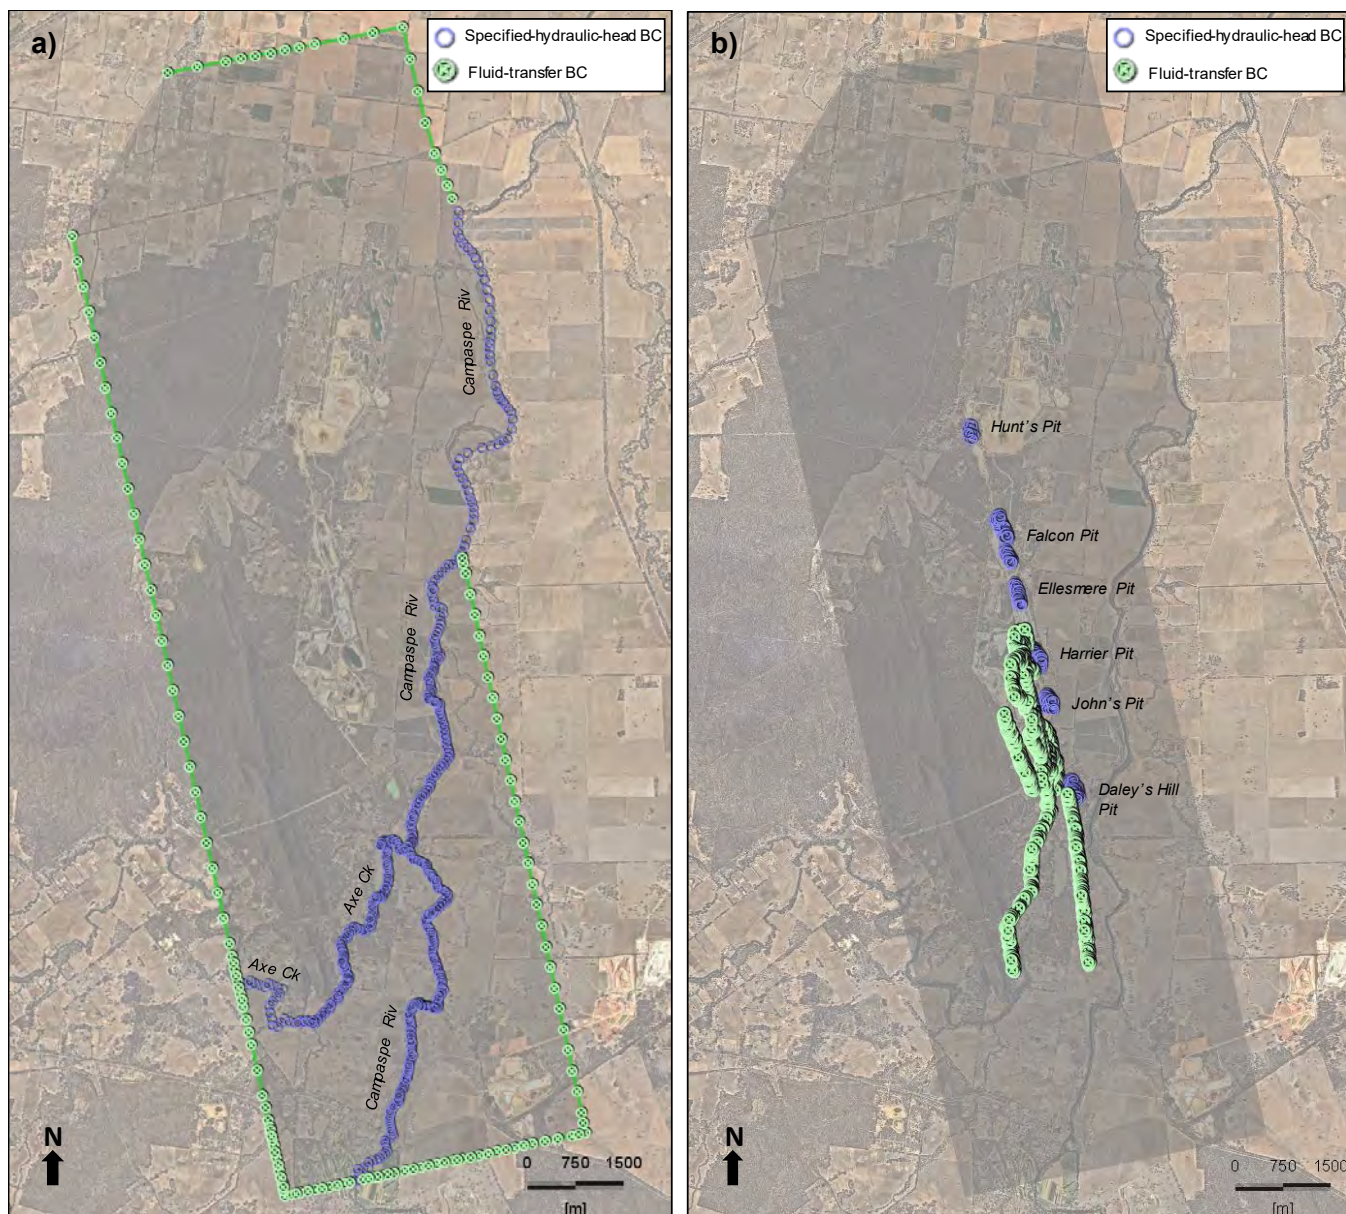 a)
Specified-hydraulic-head BC
Fluid-transfer BC
Campaspe Riv
Campaspe Riv
Axe Ck
Axe Ck
Campaspe Riv
N
0 750 1500
[m]
b)
Specified-hydraulic-head BC
Fluid-transfer BC
Hunt's Pit
Falcon Pit
Ellesmere Pit
Harrier Pit
John's Pit
Daley's Hill
Pit
N
0 750 1500
[m]